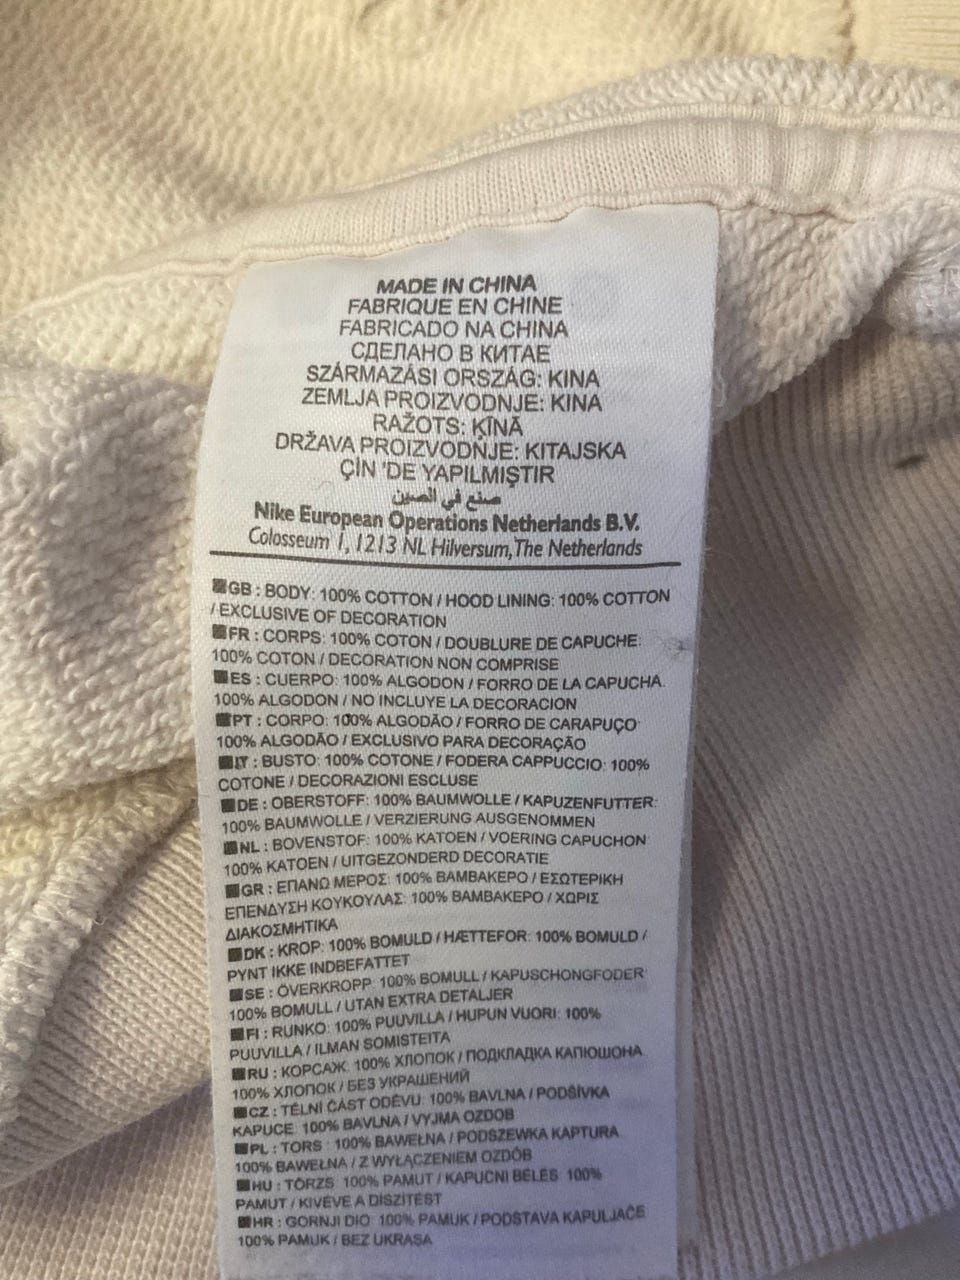 MADE IN CHINA
FABRIQUE EN CHINE
FABRICADO NA CHINA
СДЕЛАНО В КИТАЕ
SZÁRMAZÁSI ORSZÁG: KINA
ZEMLJA PROIZVODNJE: KINA
RAŽOTS: ĶĪNĀ
DRŽAVA PROIZVODNJE: KITAJSKA
ÇİN 'DE YAPILMIŞTIR
صنع في الصين
Nike European Operations Netherlands B.V.
Colosseum 1, 1213 NL Hilversum, The Netherlands
GB : BODY: 100% COTTON / HOOD LINING: 100% COTTON
/ EXCLUSIVE OF DECORATION
FR : CORPS: 100% COTON / DOUBLURE DE CAPUCHE:
100% COTON / DECORATION NON COMPRISE
ES : CUERPO: 100% ALGODON / FORRO DE LA CAPUCHA.
100% ALGODON / NO INCLUYE LA DECORACION
PT : CORPO: 100% ALGODÃO / FORRO DE CARAPUÇO
100% ALGODÃO / EXCLUSIVO PARA DECORAÇÃO
IT : BUSTO: 100% COTONE / FODERA CAPPUCCIO: 100%
COTONE / DECORAZIONI ESCLUSE
DE : OBERSTOFF: 100% BAUMWOLLE / KAPUZENFUTTER:
100% BAUMWOLLE / VERZIERUNG AUSGENOMMEN
NL : BOVENSTOF: 100% KATOEN / VOERING CAPUCHON
100% KATOEN / UITGEZONDERD DECORATIE
GR : ΕΠΑΝΩ ΜΕΡΟΣ: 100% ΒΑΜΒΑΚΕΡΟ / ΕΣΩΤΕΡΙΚΗ
ΕΠΕΝΔΥΣΗ ΚΟΥΚΟΥΛΑΣ: 100% ΒΑΜΒΑΚΕΡΟ / ΧΩΡΙΣ
ΔΙΑΚΟΣΜΗΤΙΚΑ
DK : KROP: 100% BOMULD / HÆTTEFOR: 100% BOMULD /
PYNT IKKE INDBEFATTET
SE : ÖVERKROPP: 100% BOMULL / KAPUSCHONGFODER
100% BOMULL / UTAN EXTRA DETALJER
FI : RUNKO: 100% PUUVILLA / HUPUN VUORI: 100%
PUUVILLA / ILMAN SOMISTEITA
RU : КОРСАЖ: 100% ХЛОПОК / ПОДКЛАДКА КАПЮШОНА
100% ХЛОПОК / БЕЗ УКРАШЕНИЙ
CZ : TĚLNÍ ČÁST ODĚVU: 100% BAVLNA / PODŠÍVKA
KAPUCE: 100% BAVLNA / VYJMA OZDOB
PL : TORS : 100% BAWEŁNA / PODSZEWKA KAPTURA
100% BAWEŁNA / Z WYŁĄCZENIEM OZDÓB
HU : TÖRZS 100% PAMUT / KAPUCNI BÉLÉS 100%
PAMUT / KIVÉVE A DÍSZÍTÉST
HR : GORNJI DIO: 100% PAMUK / PODSTAVA KAPULJAČE
100% PAMUK / BEZ UKRASA